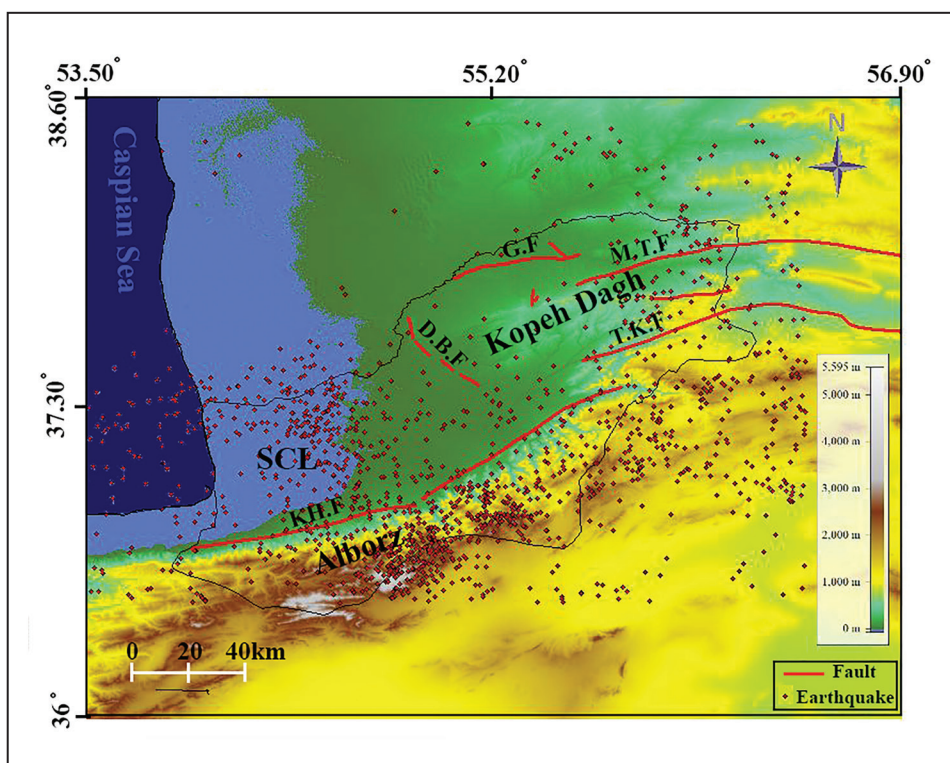 53.50°
55.20°
56.90°
38.60°
37.30°
36°
Caspian Sea
N
G.F
M.T.F
Kopeh Dagh
D.B.F
T.K.F
SCL
KH.F
Alborz
5.595 m
5,000 m
4,000 m
3,000 m
2,000 m
1,000 m
0 m
0 20 40km
Fault
Earthquake